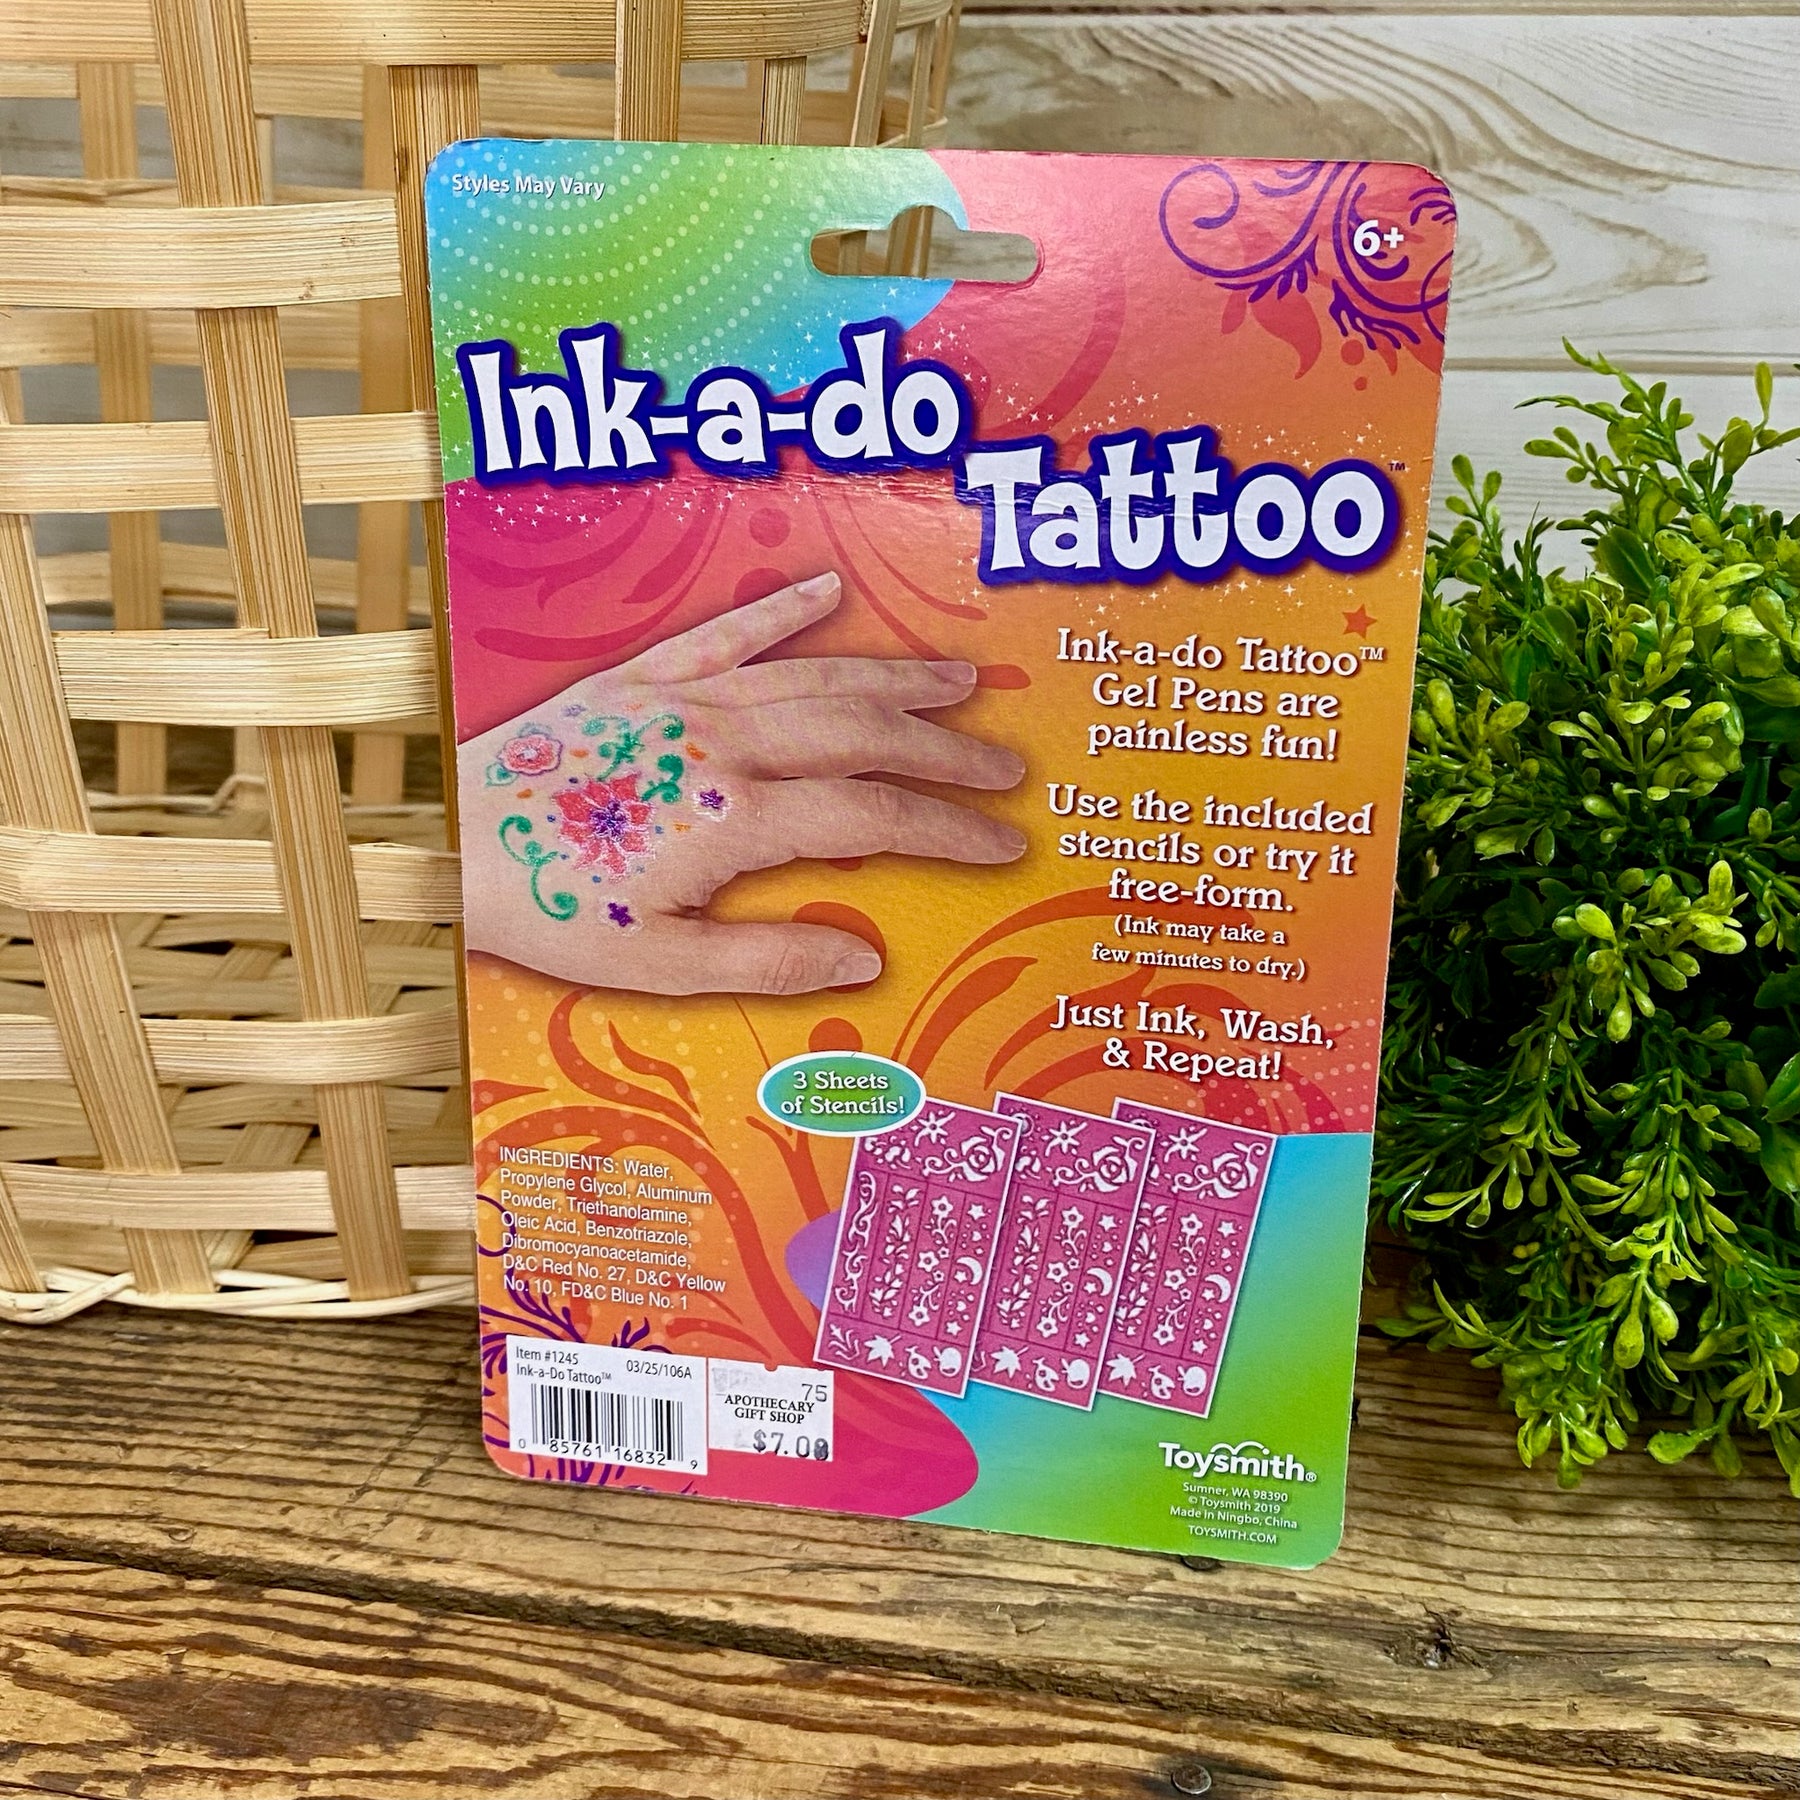 Styles May Vary
6+
Ink-a-do
Tattoo™
Ink-a-do Tattoo™
Gel Pens are
painless fun!
Use the included
stencils or try it
free-form.
(Ink may take a
few minutes to dry.)
Just Ink, Wash,
& Repeat!
3 Sheets
of Stencils!
INGREDIENTS: Water,
Propylene Glycol, Aluminum
Powder, Triethanolamine,
Oleic Acid, Benzotriazole,
Dibromocyanoacetamide,
D&C Red No. 27, D&C Yellow
No. 10, FD&C Blue No. 1
Item #1245 03/25/106A
Ink-a-Do Tattoo™
0 85761 16832 9
75
APOTHECARY
GIFT SHOP
$7.00
Toysmith®
Sumner, WA 98390
© Toysmith 2019
Made in Ningbo, China
TOYSMITH.COM